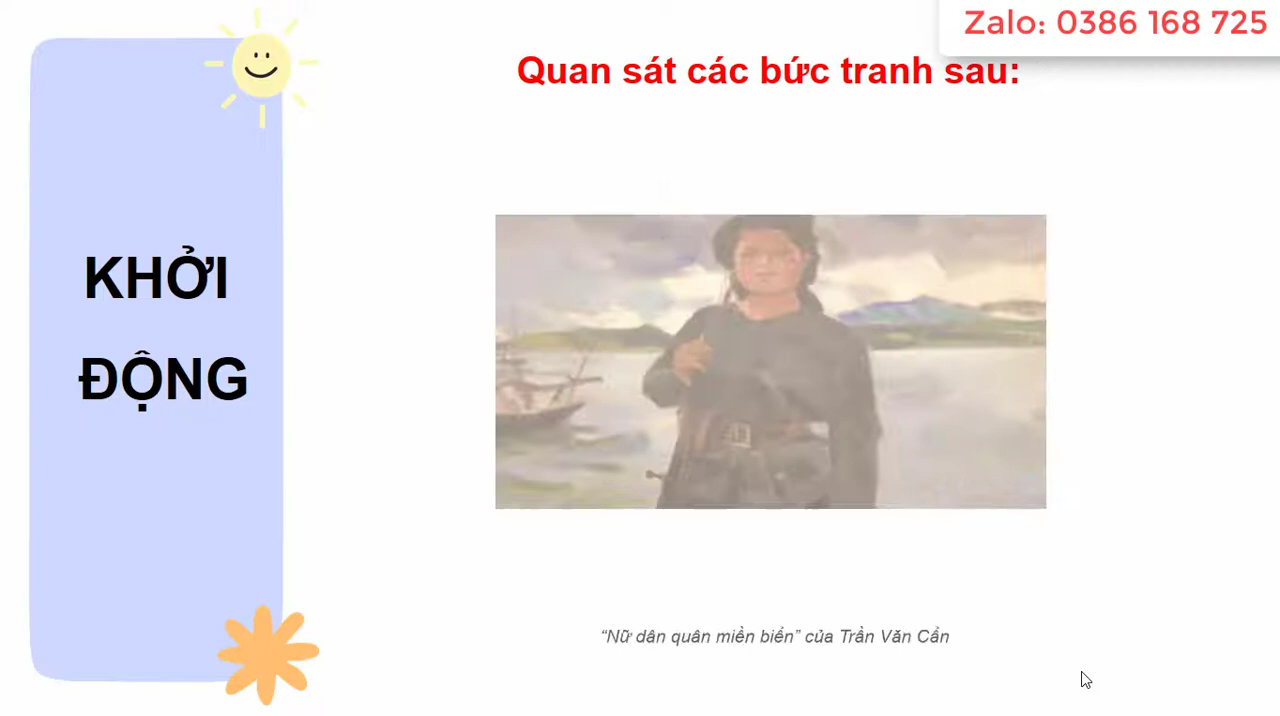 Zalo: 0386 168 725
Quan sát các bức tranh sau:
KHỞI
ĐỘNG
“Nữ dân quân miền biển” của Trần Văn Cẩn